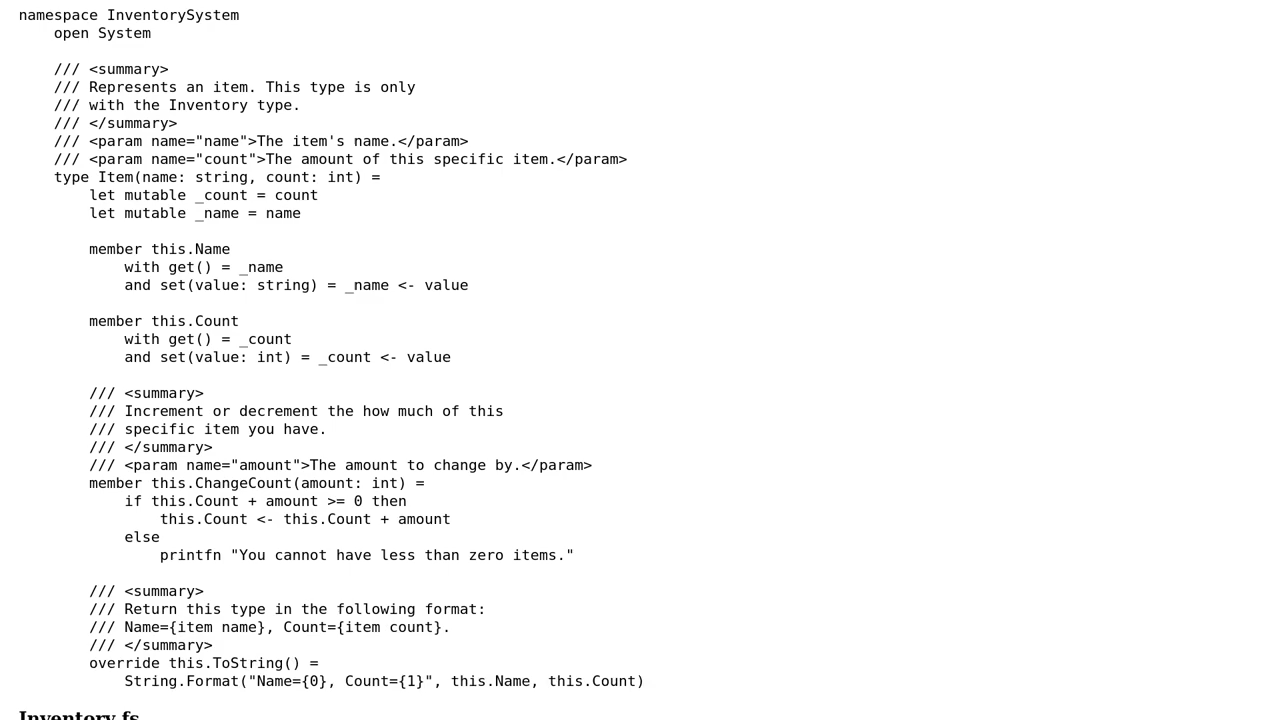 namespace InventorySystem
    open System

    /// <summary>
    /// Represents an item. This type is only
    /// with the Inventory type.
    /// </summary>
    /// <param name="name">The item's name.</param>
    /// <param name="count">The amount of this specific item.</param>
    type Item(name: string, count: int) =
        let mutable _count = count
        let mutable _name = name

        member this.Name
            with get() = _name
            and set(value: string) = _name <- value

        member this.Count
            with get() = _count
            and set(value: int) = _count <- value

        /// <summary>
        /// Increment or decrement the how much of this
        /// specific item you have.
        /// </summary>
        /// <param name="amount">The amount to change by.</param>
        member this.ChangeCount(amount: int) =
            if this.Count + amount >= 0 then
                this.Count <- this.Count + amount
            else
                printfn "You cannot have less than zero items."

        /// <summary>
        /// Return this type in the following format:
        /// Name={item name}, Count={item count}.
        /// </summary>
        override this.ToString() =
            String.Format("Name={0}, Count={1}", this.Name, this.Count)

Inventory.fs